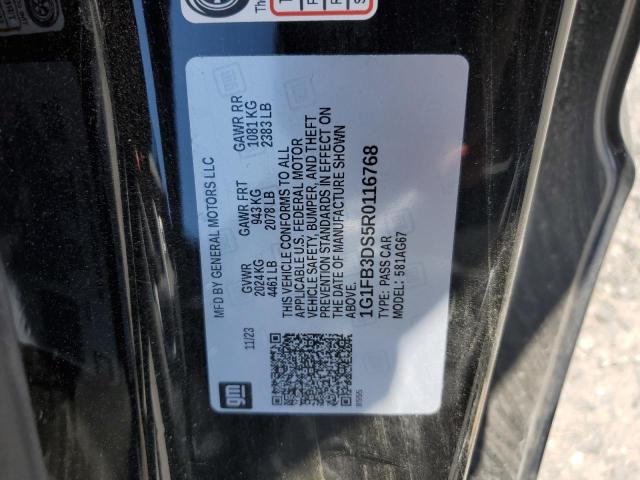 MFD BY GENERAL MOTORS LLC
GVWR GAWR FRT GAWR RR
2024 KG 943 KG 1081 KG
4461 LB 2078 LB 2383 LB
THIS VEHICLE CONFORMS TO ALL
APPLICABLE U.S. FEDERAL MOTOR
VEHICLE SAFETY, BUMPER, AND THEFT
PREVENTION STANDARDS IN EFFECT ON
THE DATE OF MANUFACTURE SHOWN
ABOVE.
1G1FB3DS5R0116768
TYPE: PASS CAR
MODEL: 581AG67
11/23
gm